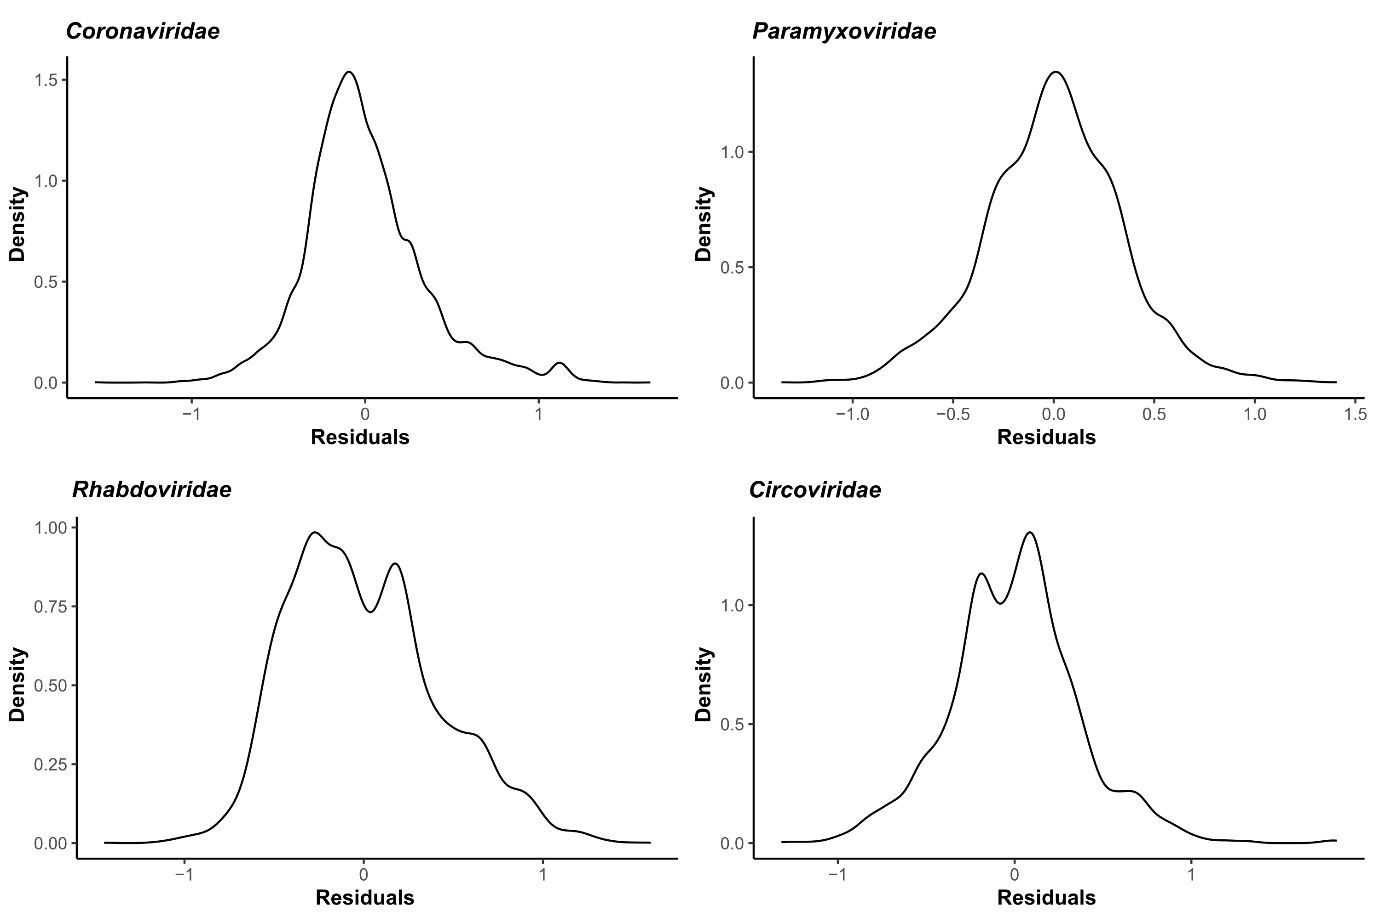 Coronaviridae
Density
1.5
1.0
0.5
0.0
−1
0
1
Residuals
Paramyxoviridae
Density
1.0
0.5
0.0
−1.0
−0.5
0.0
0.5
1.0
1.5
Residuals
Rhabdoviridae
Density
1.00
0.75
0.50
0.25
0.00
−1
0
1
Residuals
Circoviridae
Density
1.0
0.5
0.0
−1
0
1
Residuals